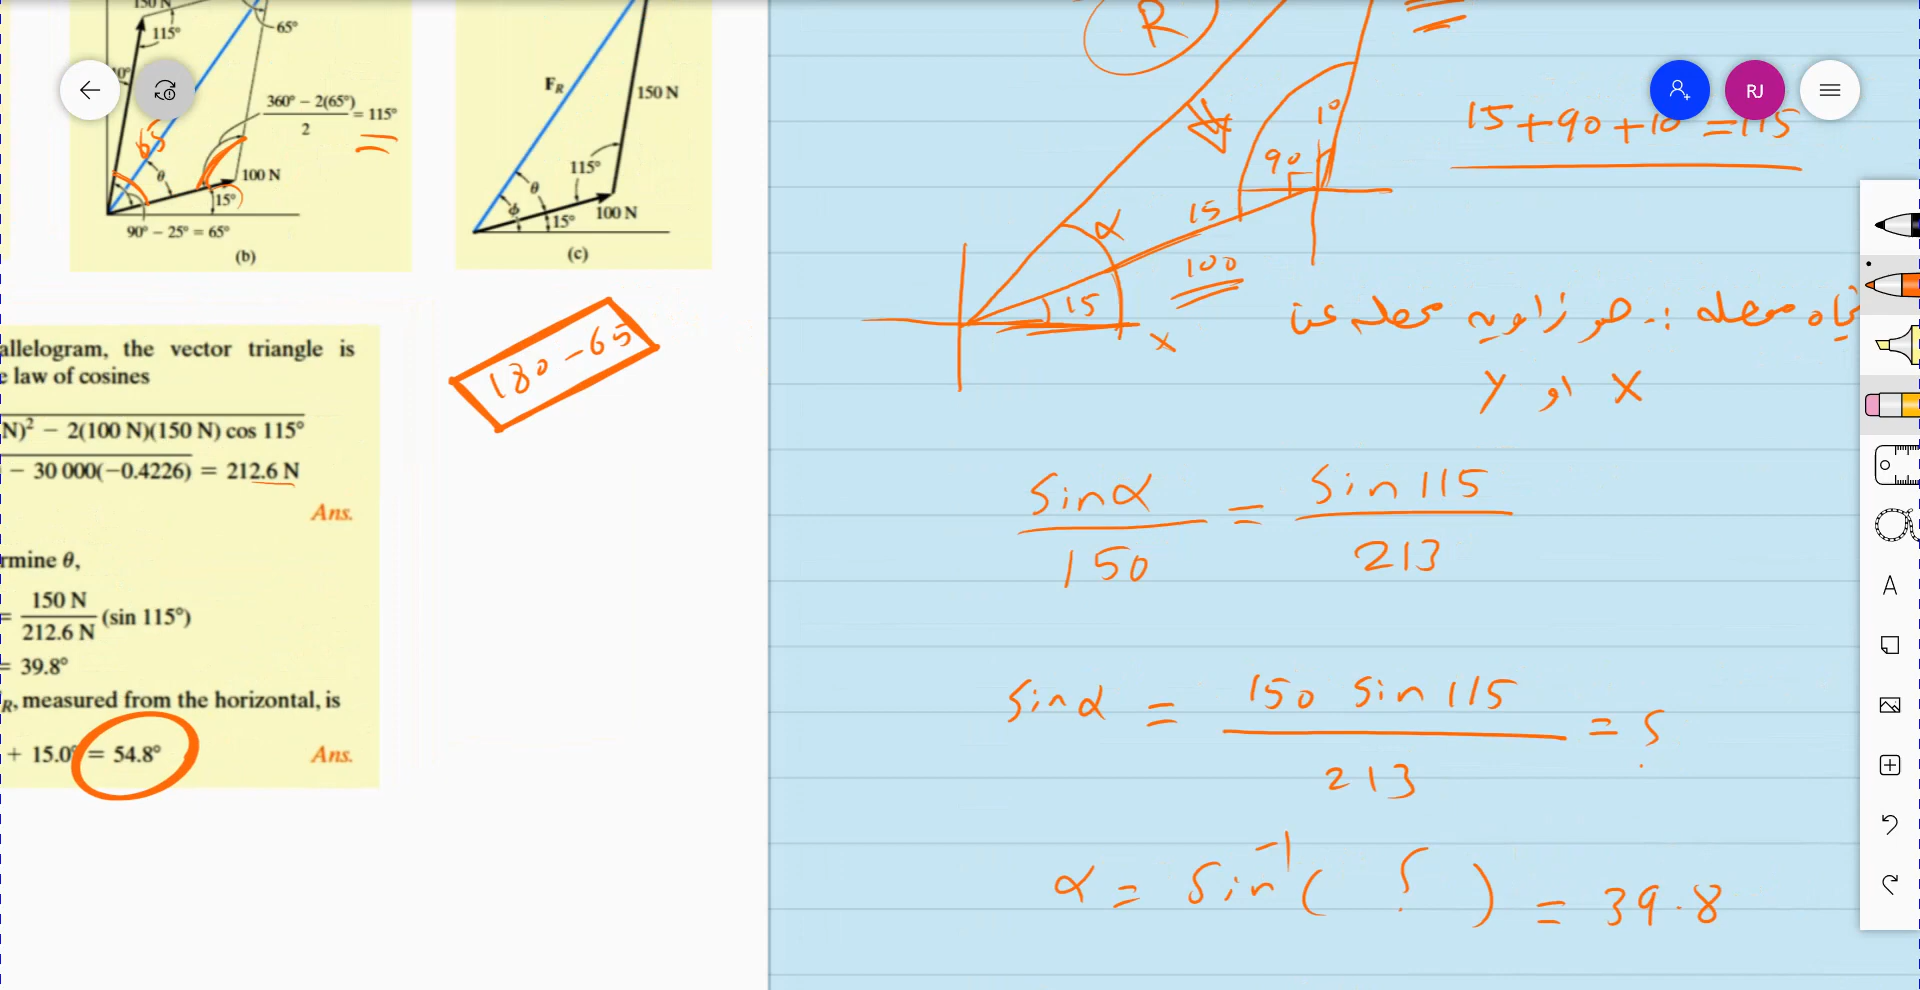 150 N
115°
65°
360° − 2(65°)
2
= 115°
65
θ
100 N
15°
90° − 25° = 65°
(b)
F_R
150 N
115°
θ
ϕ
15°
100 N
(c)
180-65
allelogram, the vector triangle is
e law of cosines
N)² − 2(100 N)(150 N) cos 115°
− 30 000(−0.4226) = 212.6 N
Ans.
rmine θ,
= 150 N / 212.6 N (sin 115°)
= 39.8°
R, measured from the horizontal, is
+ 15.0° = 54.8°
Ans.
R
10
90
15
α
100
15
x
15+90+10=115
RJ
X او Y
sinα / 150 = sin 115 / 213
sinα = 150 sin 115 / 213 = ؟
α = sin⁻¹( ؟ ) = 39.8
A